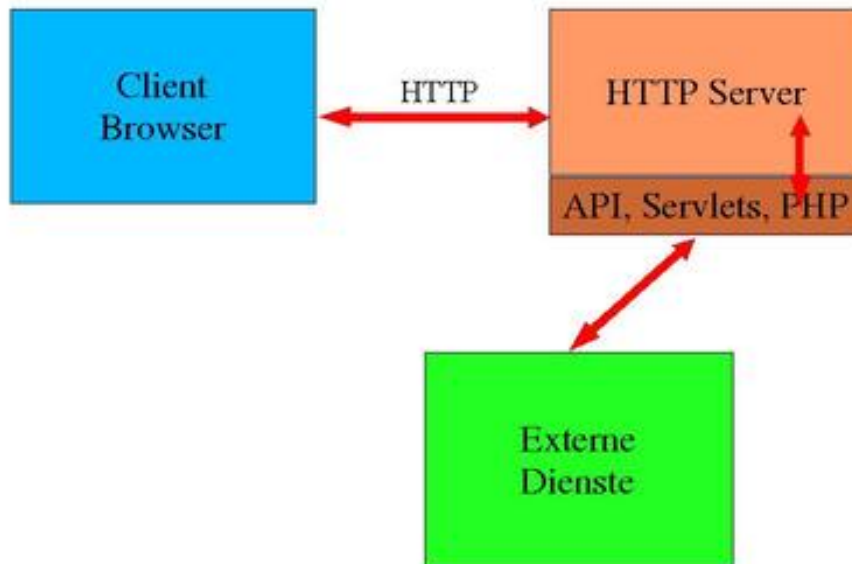 Client
Browser
HTTP
HTTP Server
API, Servlets, PHP
Externe
Dienste